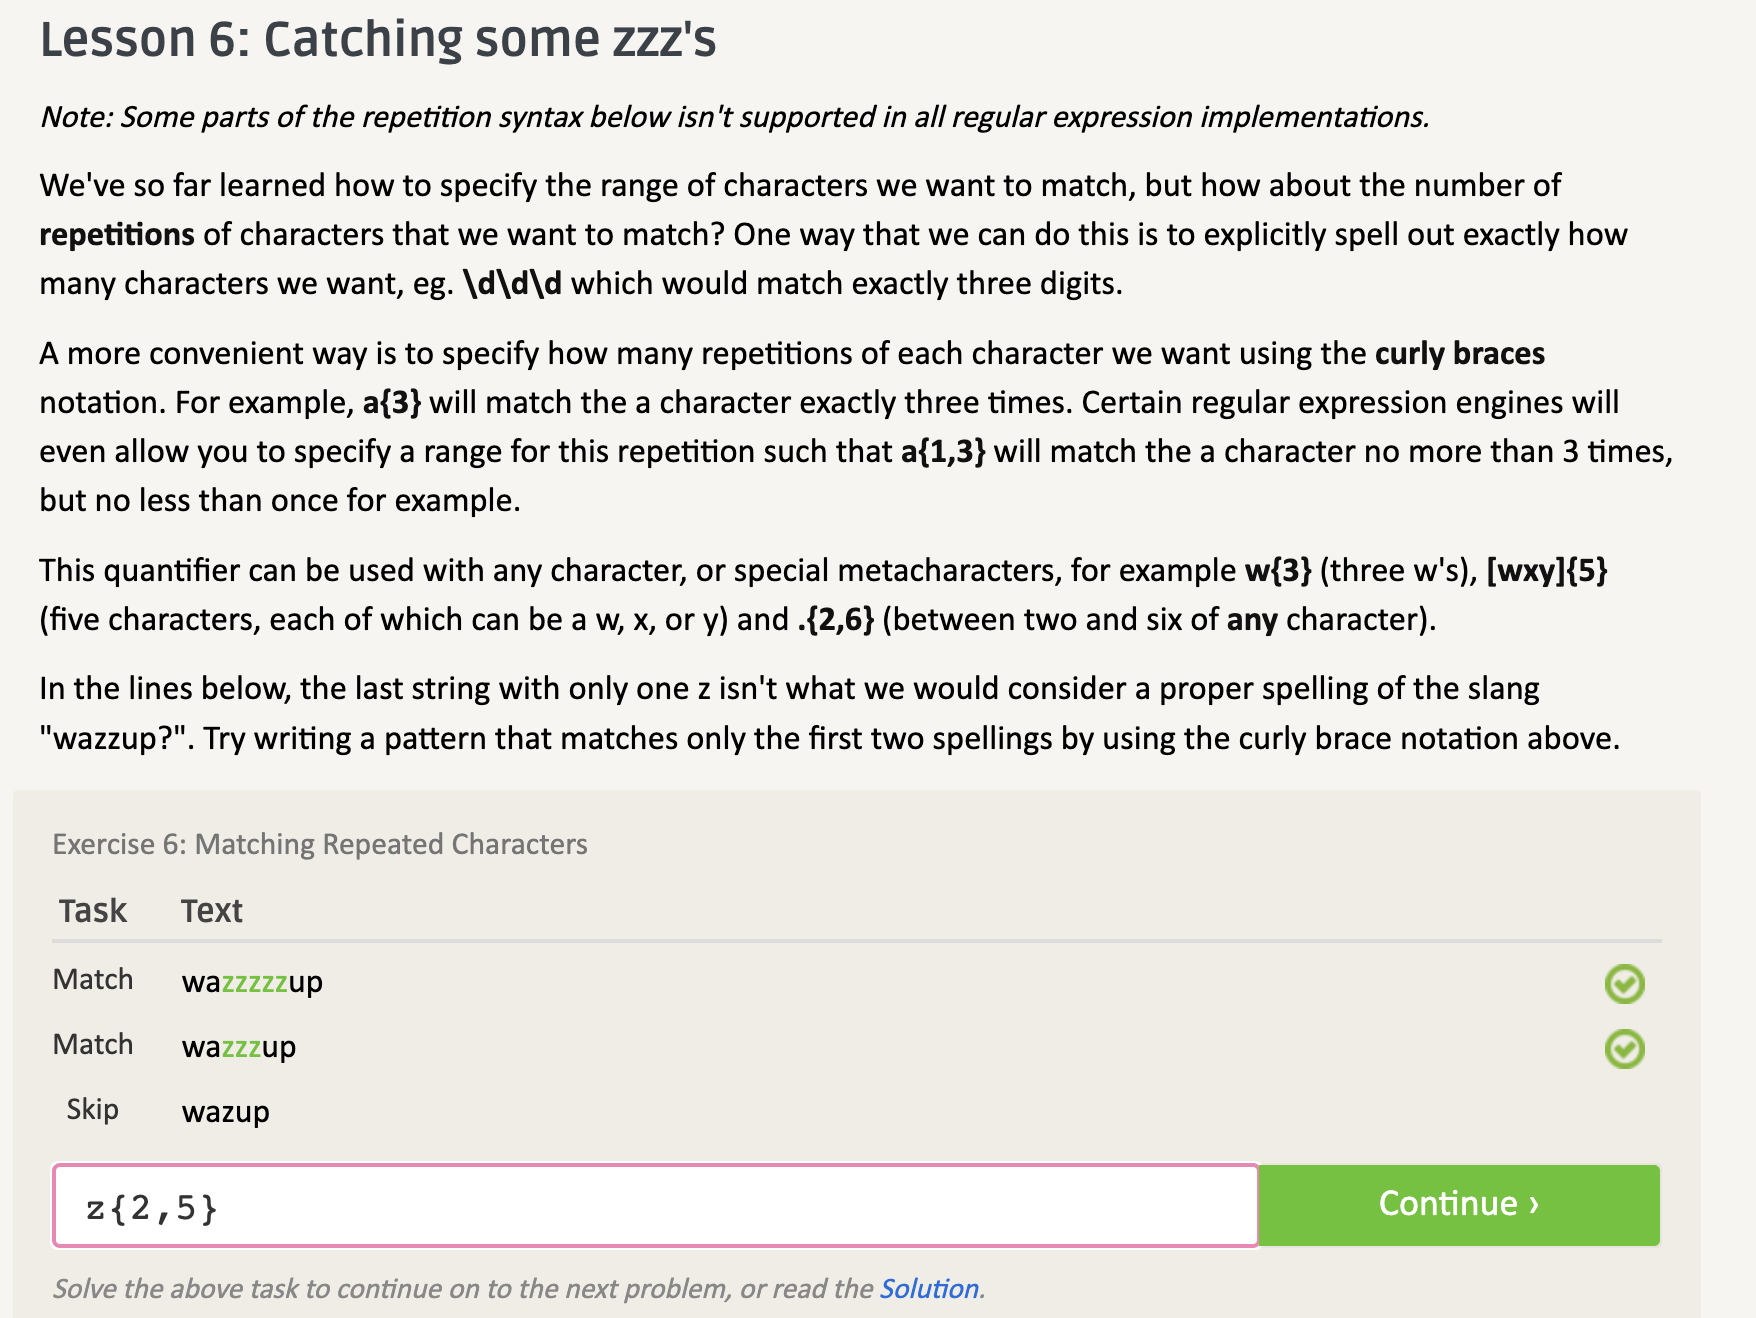 Lesson 6: Catching some zzz's
Note: Some parts of the repetition syntax below isn't supported in all regular expression implementations.
We've so far learned how to specify the range of characters we want to match, but how about the number of
repetitions of characters that we want to match? One way that we can do this is to explicitly spell out exactly how
many characters we want, eg. \d\d\d which would match exactly three digits.
A more convenient way is to specify how many repetitions of each character we want using the curly braces
notation. For example, a{3} will match the a character exactly three times. Certain regular expression engines will
even allow you to specify a range for this repetition such that a{1,3} will match the a character no more than 3 times,
but no less than once for example.
This quantifier can be used with any character, or special metacharacters, for example w{3} (three w's), [wxy]{5}
(five characters, each of which can be a w, x, or y) and .{2,6} (between two and six of any character).
In the lines below, the last string with only one z isn't what we would consider a proper spelling of the slang
"wazzup?". Try writing a pattern that matches only the first two spellings by using the curly brace notation above.
Exercise 6: Matching Repeated Characters
Task Text
Match wazzzzzup
Match wazzzup
Skip wazup
z{2,5}
Continue ›
Solve the above task to continue on to the next problem, or read the Solution.